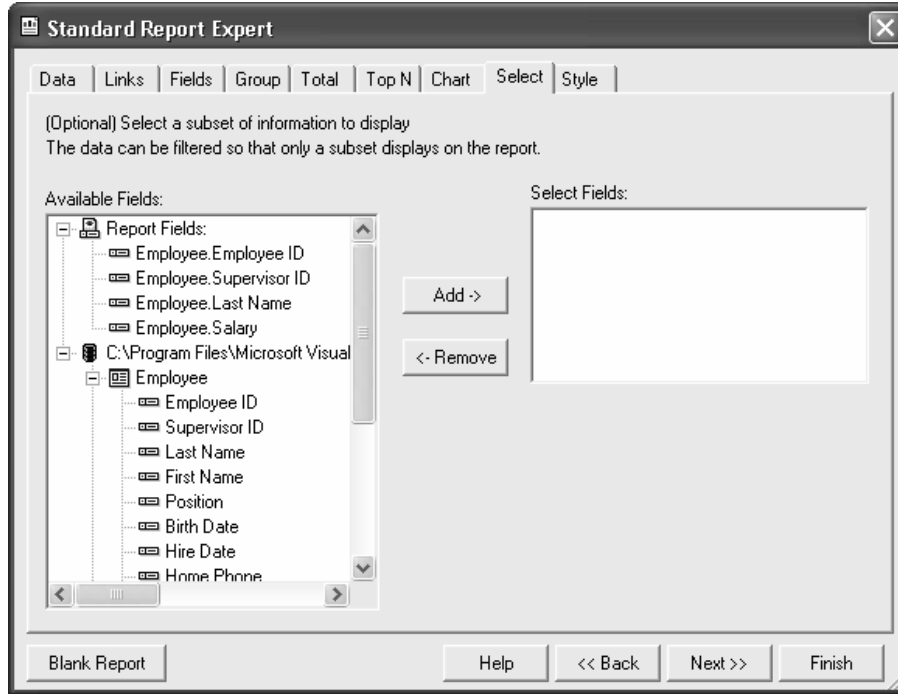 Standard Report Expert
Data Links Fields Group Total Top N Chart Select Style
(Optional) Select a subset of information to display
The data can be filtered so that only a subset displays on the report.
Available Fields:
Report Fields:
Employee.Employee ID
Employee.Supervisor ID
Employee.Last Name
Employee.Salary
C:\Program Files\Microsoft Visual
Employee
Employee ID
Supervisor ID
Last Name
First Name
Position
Birth Date
Hire Date
Home Phone
Add ->
<- Remove
Select Fields:
Blank Report Help << Back Next >> Finish